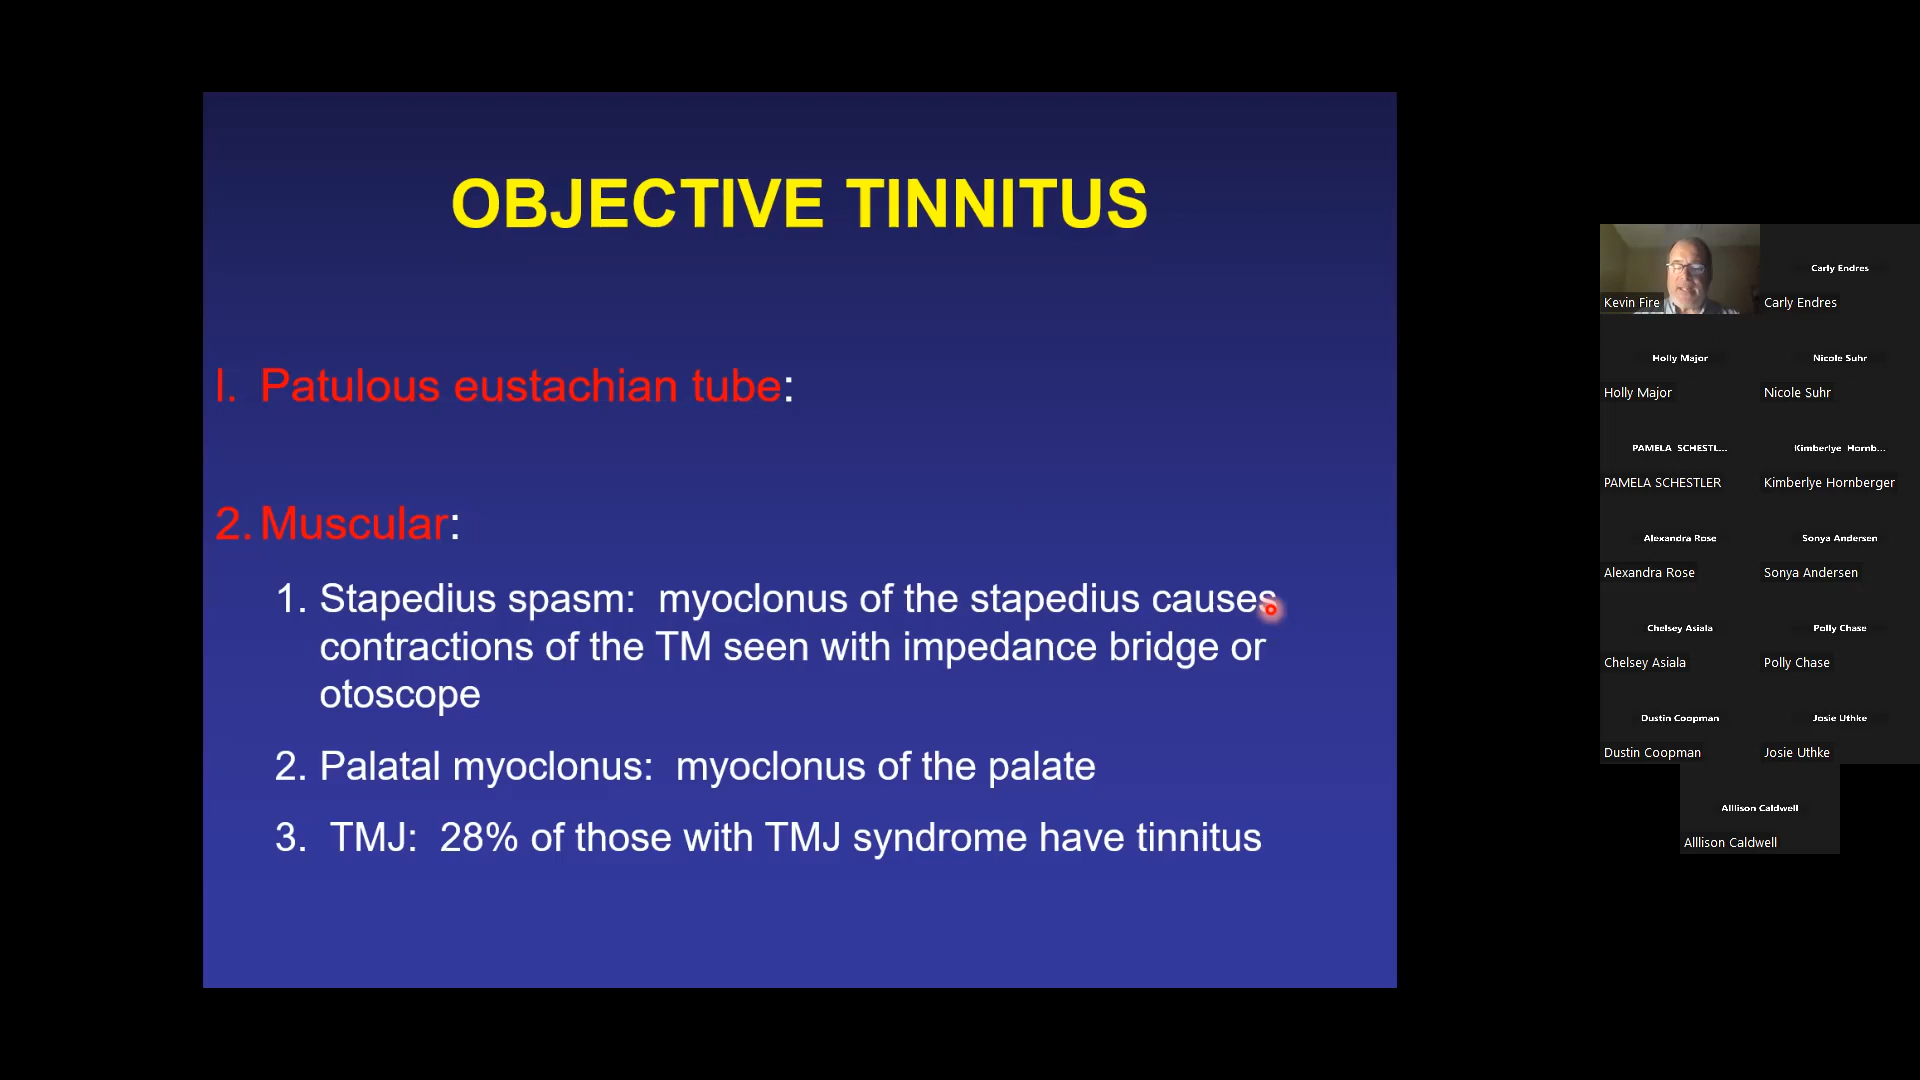 OBJECTIVE TINNITUS
I. Patulous eustachian tube:
2. Muscular:
1. Stapedius spasm: myoclonus of the stapedius causes
contractions of the TM seen with impedance bridge or
otoscope
2. Palatal myoclonus: myoclonus of the palate
3. TMJ: 28% of those with TMJ syndrome have tinnitus
Kevin Fire
Carly Endres
Carly Endres
Holly Major
Holly Major
Nicole Suhr
Nicole Suhr
PAMELA SCHESTL...
PAMELA SCHESTLER
Kimberlye Hornb...
Kimberlye Hornberger
Alexandra Rose
Alexandra Rose
Sonya Andersen
Sonya Andersen
Chelsey Asiala
Chelsey Asiala
Polly Chase
Polly Chase
Dustin Coopman
Dustin Coopman
Josie Uthke
Josie Uthke
Alllison Caldwell
Alllison Caldwell